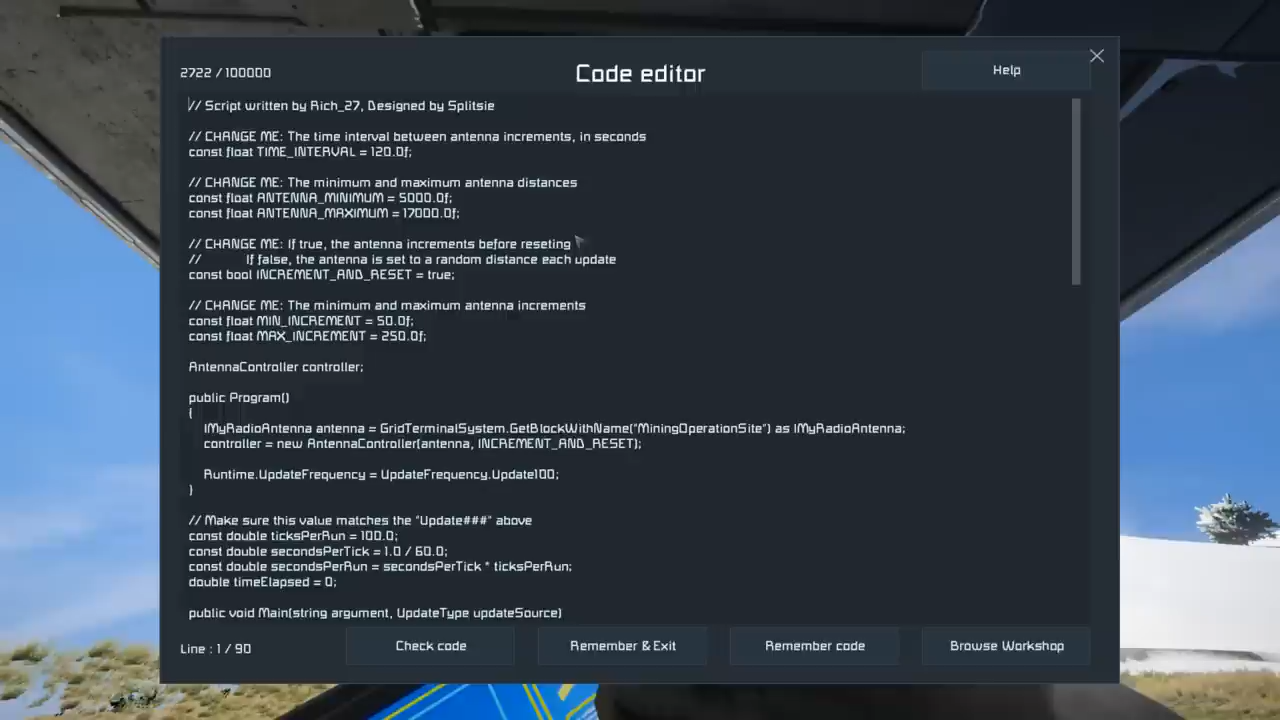 2722 / 100000
Code editor
Help
// Script written by Rich_27, Designed by Splitsie
// CHANGE ME: The time interval between antenna increments, in seconds
const float TIME_INTERVAL = 120.0f;
// CHANGE ME: The minimum and maximum antenna distances
const float ANTENNA_MINIMUM = 5000.0f;
const float ANTENNA_MAXIMUM = 17000.0f;
// CHANGE ME: If true, the antenna increments before reseting
// If false, the antenna is set to a random distance each update
const bool INCREMENT_AND_RESET = true;
// CHANGE ME: The minimum and maximum antenna increments
const float MIN_INCREMENT = 50.0f;
const float MAX_INCREMENT = 250.0f;
AntennaController controller;
public Program()
{
IMyRadioAntenna antenna = GridTerminalSystem.GetBlockWithName("MiningOperationSite") as IMyRadioAntenna;
controller = new AntennaController(antenna, INCREMENT_AND_RESET);
Runtime.UpdateFrequency = UpdateFrequency.Update100;
}
// Make sure this value matches the "Update###" above
const double ticksPerRun = 100.0;
const double secondsPerTick = 1.0 / 60.0;
const double secondsPerRun = secondsPerTick * ticksPerRun;
double timeElapsed = 0;
public void Main(string argument, UpdateType updateSource)
Line : 1 / 90
Check code
Remember & Exit
Remember code
Browse Workshop